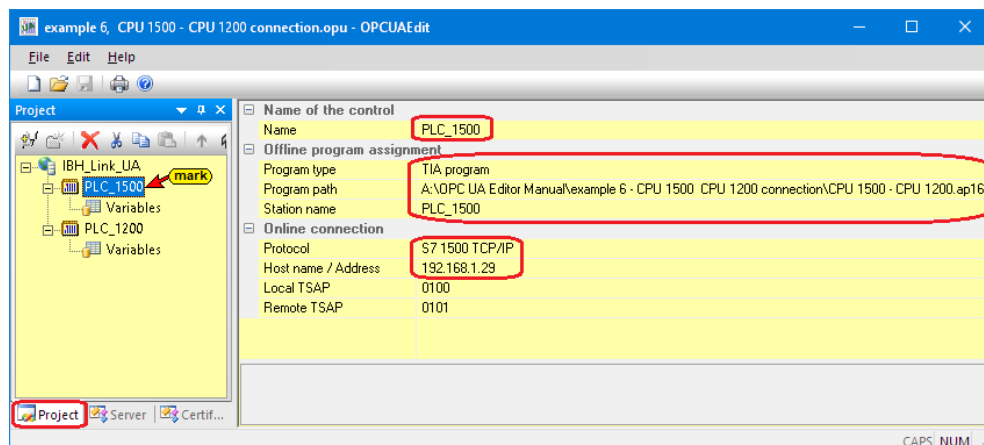 example 6, CPU 1500 - CPU 1200 connection.opu - OPCUAEdit
File Edit Help
Project
IBH_Link_UA
PLC_1500
mark
Variables
PLC_1200
Variables
Name of the control
Name PLC_1500
Offline program assignment
Program type TIA program
Program path A:\OPC UA Editor Manual\example 6 - CPU 1500 CPU 1200 connection\CPU 1500 - CPU 1200.ap16
Station name PLC_1500
Online connection
Protocol S7 1500 TCP/IP
Host name / Address 192.168.1.29
Local TSAP 0100
Remote TSAP 0101
Project Server Certif...
CAPS NUM